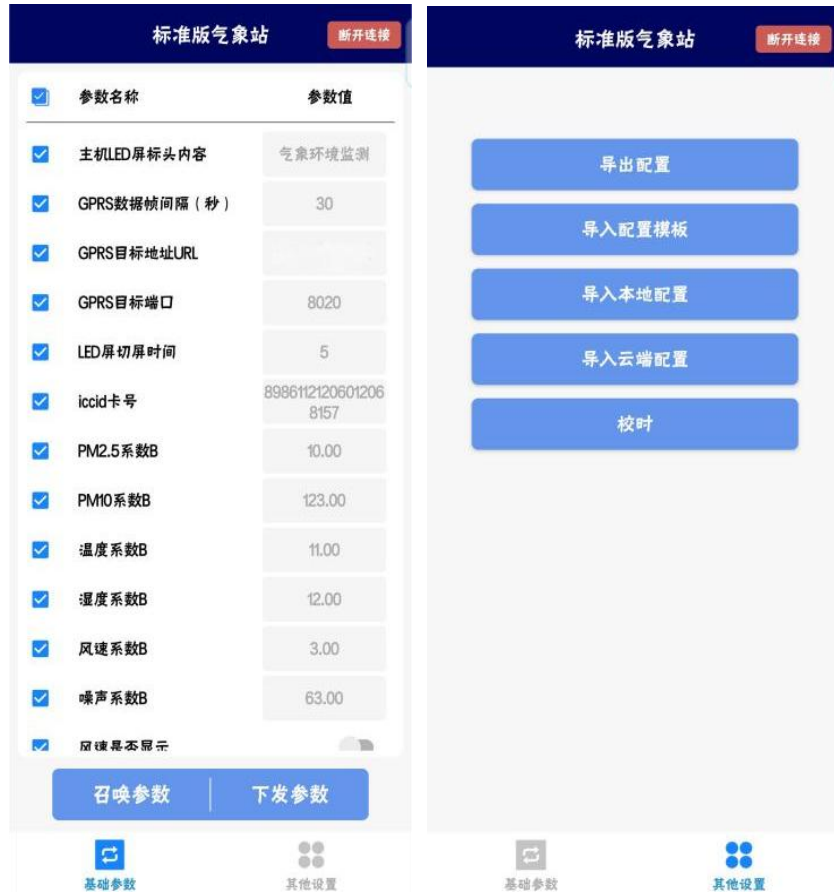 标准版气象站
断开连接
参数名称
参数值
主机LED屏标头内容
气象环境监测
GPRS数据帧间隔（秒）
30
GPRS目标地址URL
GPRS目标端口
8020
LED屏切屏时间
5
iccid卡号
8986112120601206
8157
PM2.5系数B
10.00
PM10系数B
123.00
温度系数B
11.00
湿度系数B
12.00
风速系数B
3.00
噪声系数B
63.00
风速是否显示
召唤参数
下发参数
基础参数
其他设置
标准版气象站
断开连接
导出配置
导入配置模板
导入本地配置
导入云端配置
校时
基础参数
其他设置